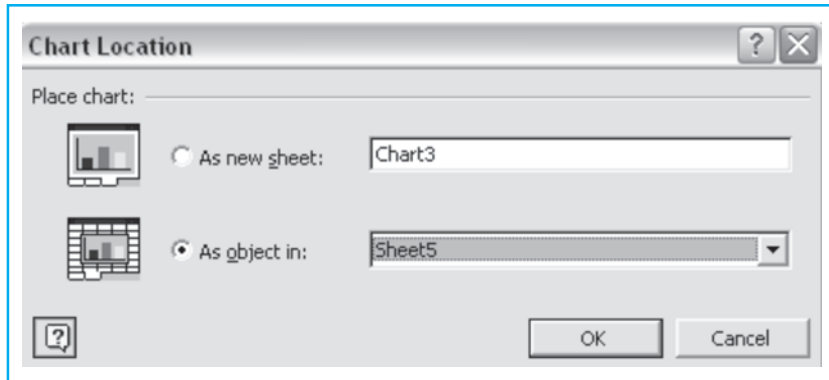 Chart Location
Place chart:
As new sheet: Chart3
As object in: Sheet5
OK Cancel